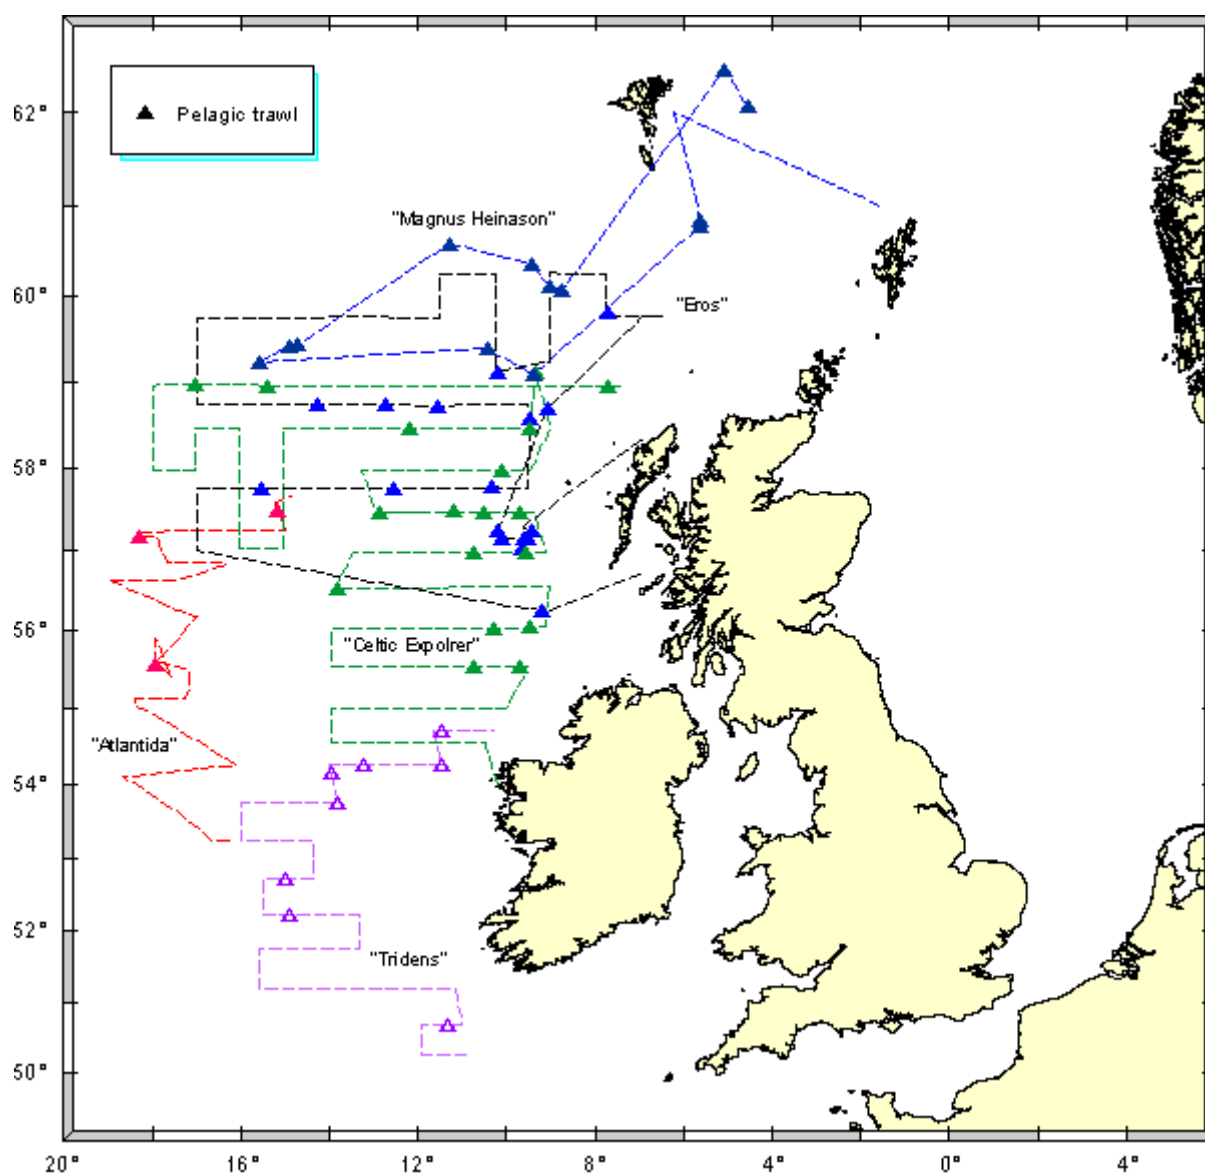 62°
Pelagic trawl
"Magnus Heinason"
60°
"Eros"
58°
56°
"Celtic Expolrer"
"Atlantida"
54°
52°
"Tridens"
50°
20° 16° 12° 8° 4° 0° 4°